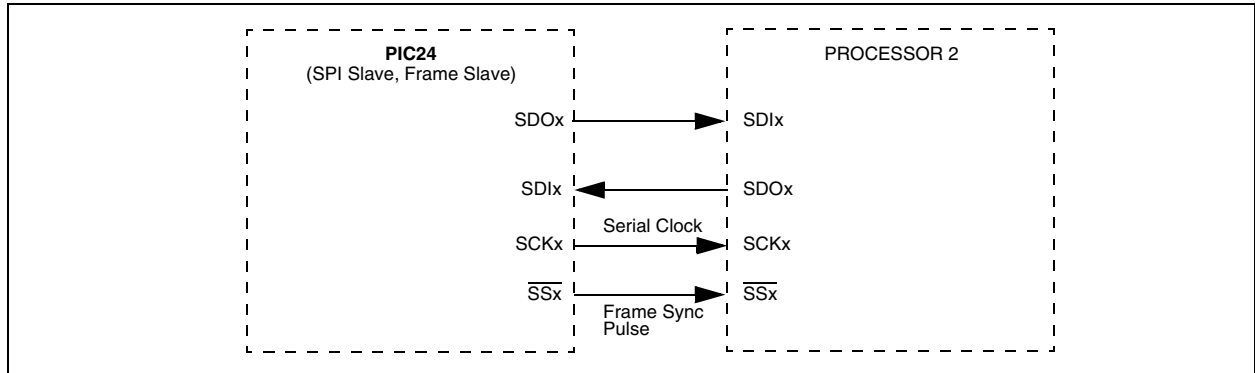 PIC24
(SPI Slave, Frame Slave)
PROCESSOR 2
SDOx
SDIx
SDIx
SDOx
Serial Clock
SCKx
SCKx
SSx
SSx
Frame Sync
Pulse